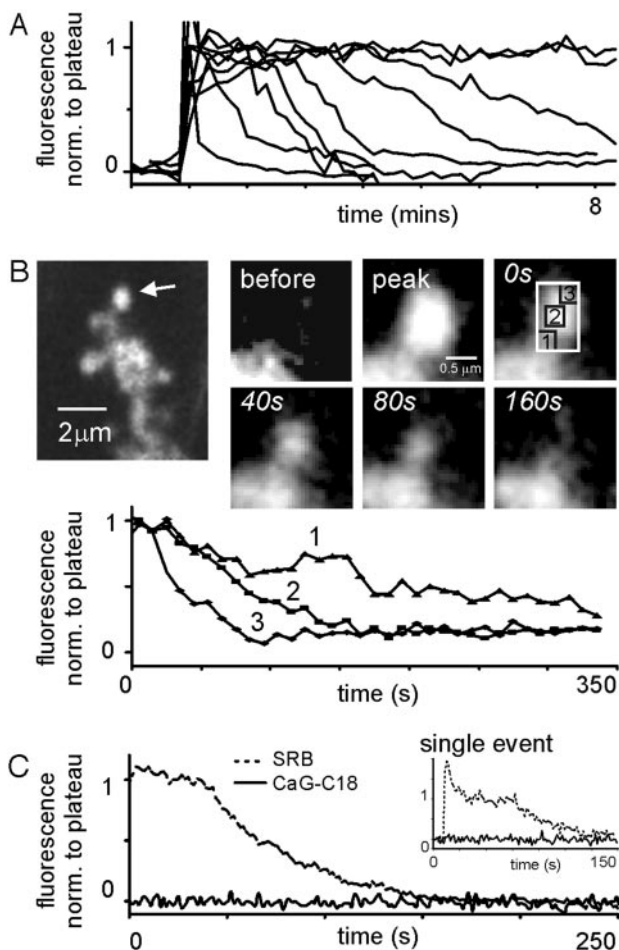 A
fluorescence
norm. to plateau
1
0
time (mins)
8
B
2μm
before
peak
0.5 μm
0s
3
2
1
40s
80s
160s
fluorescence
norm. to plateau
1
0
1
2
3
0
time (s)
350
C
fluorescence
norm. to plateau
1
0
SRB
CaG-C18
0
time (s)
250
single event
1
0
0
time (s)
150